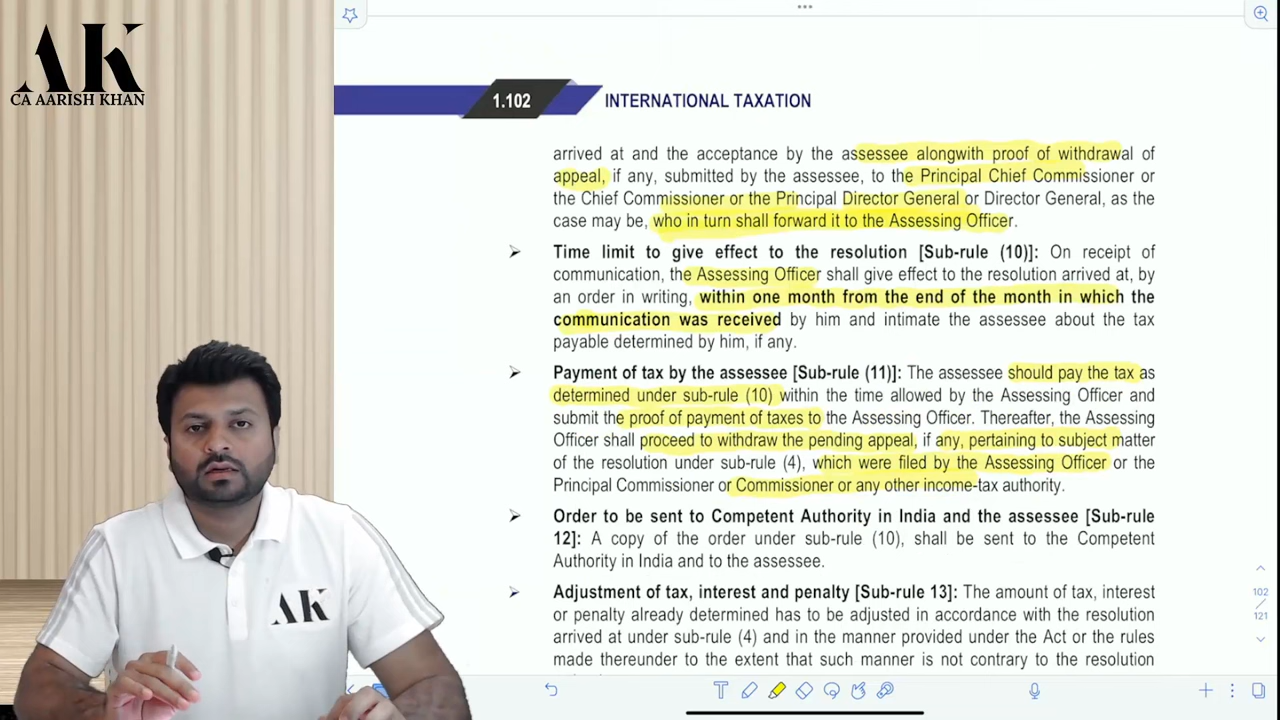 AK
CA AARISH KHAN
1.102 INTERNATIONAL TAXATION
arrived at and the acceptance by the assessee alongwith proof of withdrawal of
appeal, if any, submitted by the assessee, to the Principal Chief Commissioner or
the Chief Commissioner or the Principal Director General or Director General, as the
case may be, who in turn shall forward it to the Assessing Officer.
➢ Time limit to give effect to the resolution [Sub-rule (10)]: On receipt of
communication, the Assessing Officer shall give effect to the resolution arrived at, by
an order in writing, within one month from the end of the month in which the
communication was received by him and intimate the assessee about the tax
payable determined by him, if any.
➢ Payment of tax by the assessee [Sub-rule (11)]: The assessee should pay the tax as
determined under sub-rule (10) within the time allowed by the Assessing Officer and
submit the proof of payment of taxes to the Assessing Officer. Thereafter, the Assessing
Officer shall proceed to withdraw the pending appeal, if any, pertaining to subject matter
of the resolution under sub-rule (4), which were filed by the Assessing Officer or the
Principal Commissioner or Commissioner or any other income-tax authority.
➢ Order to be sent to Competent Authority in India and the assessee [Sub-rule
12]: A copy of the order under sub-rule (10), shall be sent to the Competent
Authority in India and to the assessee.
➢ Adjustment of tax, interest and penalty [Sub-rule 13]: The amount of tax, interest
or penalty already determined has to be adjusted in accordance with the resolution
arrived at under sub-rule (4) and in the manner provided under the Act or the rules
made thereunder to the extent that such manner is not contrary to the resolution
102
121
AK